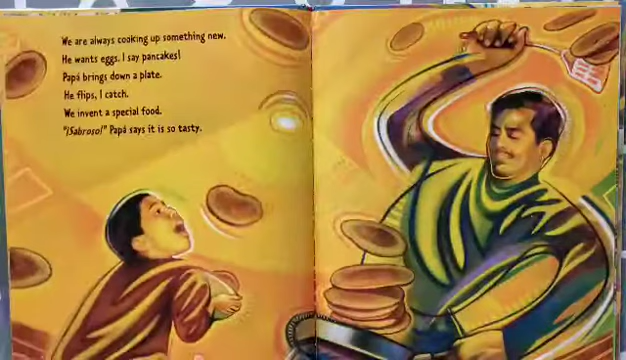 We are always cooking up something new.
He wants eggs. I say pancakes!
Papá brings down a plate.
He flips, I catch.
We invent a special food.
"¡Sabroso!" Papá says it is so tasty.